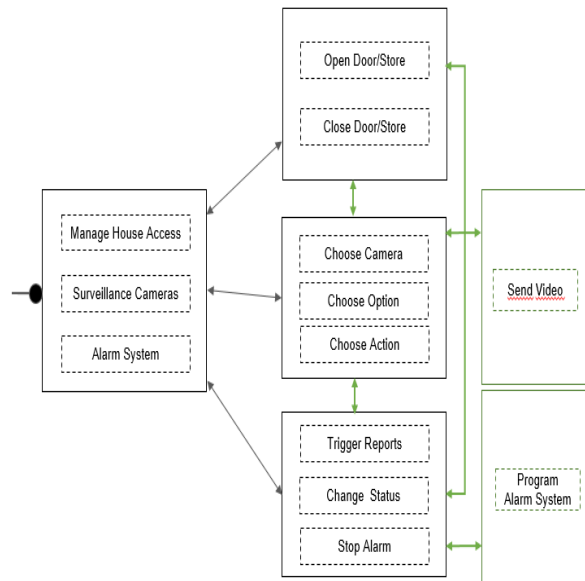 Open Door/Store
Close Door/Store
Manage House Access
Surveillance Cameras
Alarm System
Choose Camera
Choose Option
Choose Action
Send Video
Trigger Reports
Change Status
Stop Alarm
Program
Alarm System